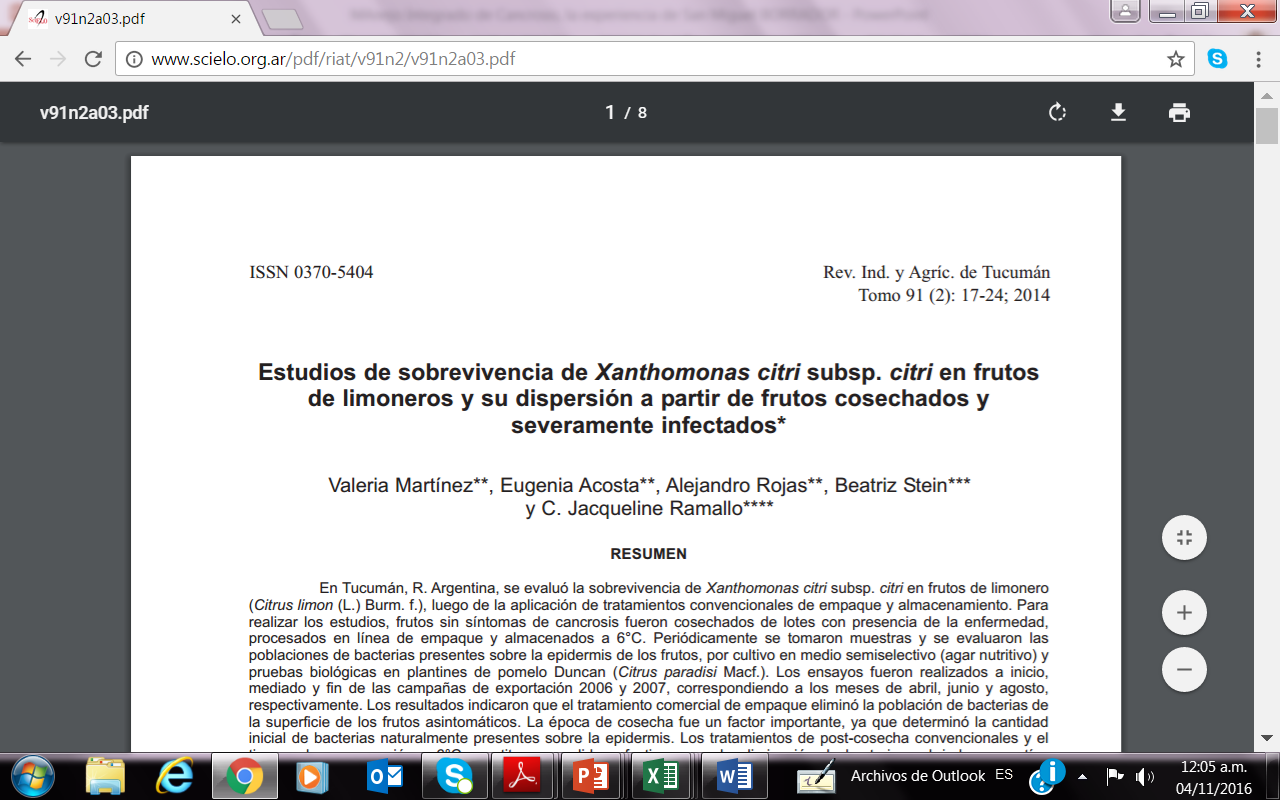 v91n2a03.pdf
www.scielo.org.ar/pdf/riat/v91n2/v91n2a03.pdf
v91n2a03.pdf
1 / 8
ISSN 0370-5404
Rev. Ind. y Agríc. de Tucumán
Tomo 91 (2): 17-24; 2014
Estudios de sobrevivencia de Xanthomonas citri subsp. citri en frutos
de limoneros y su dispersión a partir de frutos cosechados y
severamente infectados*
Valeria Martínez**, Eugenia Acosta**, Alejandro Rojas**, Beatriz Stein***
y C. Jacqueline Ramallo****
RESUMEN
En Tucumán, R. Argentina, se evaluó la sobrevivencia de Xanthomonas citri subsp. citri en frutos de limonero
(Citrus limon (L.) Burm. f.), luego de la aplicación de tratamientos convencionales de empaque y almacenamiento. Para
realizar los estudios, frutos sin síntomas de cancrosis fueron cosechados de lotes con presencia de la enfermedad,
procesados en línea de empaque y almacenados a 6°C. Periódicamente se tomaron muestras y se evaluaron las
poblaciones de bacterias presentes sobre la epidermis de los frutos, por cultivo en medio semiselectivo (agar nutritivo) y
pruebas biológicas en plantines de pomelo Duncan (Citrus paradisi Macf.). Los ensayos fueron realizados a inicio,
mediado y fin de las campañas de exportación 2006 y 2007, correspondiendo a los meses de abril, junio y agosto,
respectivamente. Los resultados indicaron que el tratamiento comercial de empaque eliminó la población de bacterias de
la superficie de los frutos asintomáticos. La época de cosecha fue un factor importante, ya que determinó la cantidad
inicial de bacterias naturalmente presentes sobre la epidermis. Los tratamientos de post-cosecha convencionales y el
Archivos de Outlook
ES
12:05 a.m.
04/11/2016